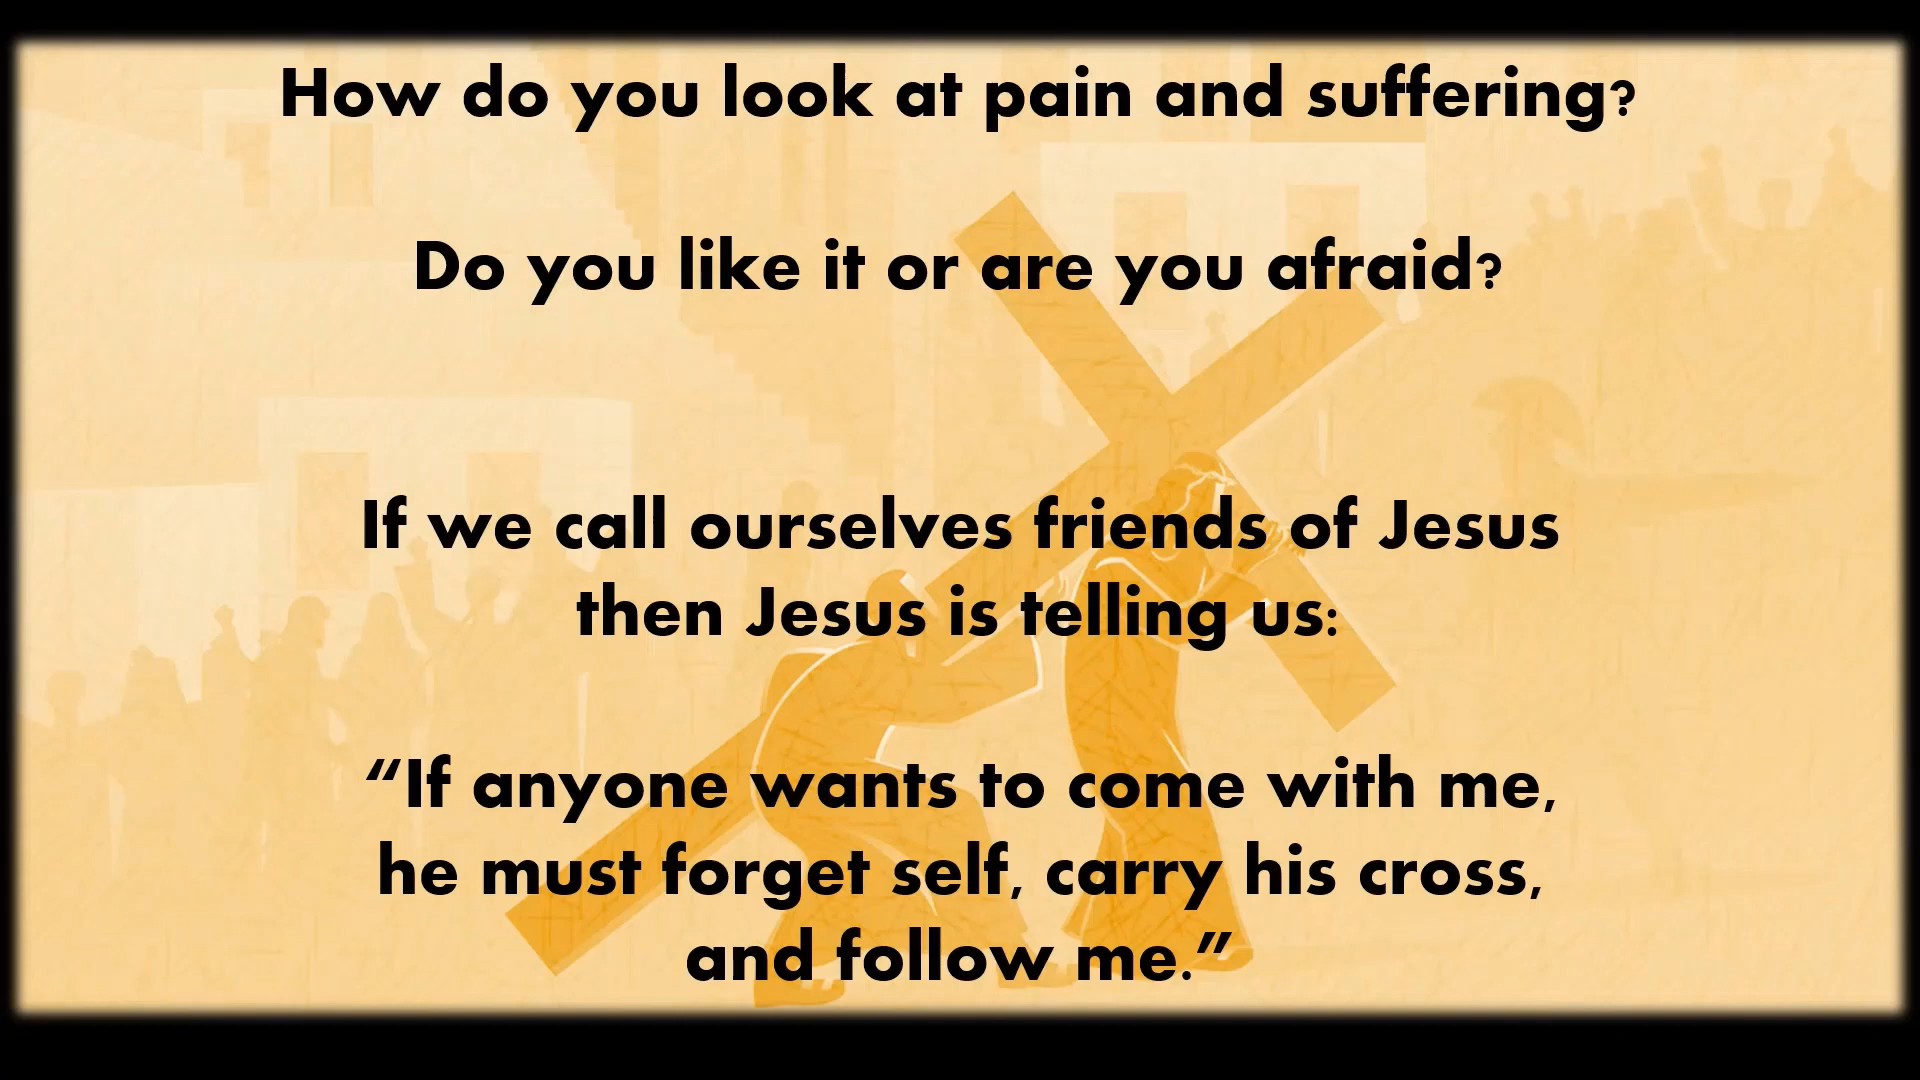 How do you look at pain and suffering?
Do you like it or are you afraid?
If we call ourselves friends of Jesus
then Jesus is telling us:
“If anyone wants to come with me,
he must forget self, carry his cross,
and follow me.”